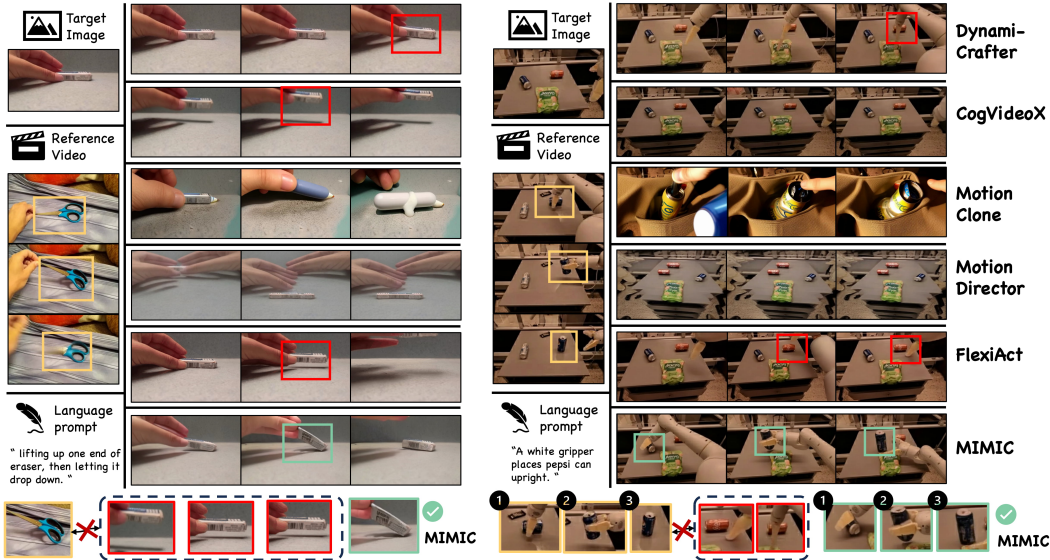 Target
Image
Reference
Video
Language
prompt
“ lifting up one end of
eraser, then letting it
drop down. “
MIMIC
Target
Image
Reference
Video
Language
prompt
“A white gripper
places pepsi can
upright. “
Dynami-
Crafter
CogVideoX
Motion
Clone
Motion
Director
FlexiAct
MIMIC
1 2 3
1 2 3
MIMIC